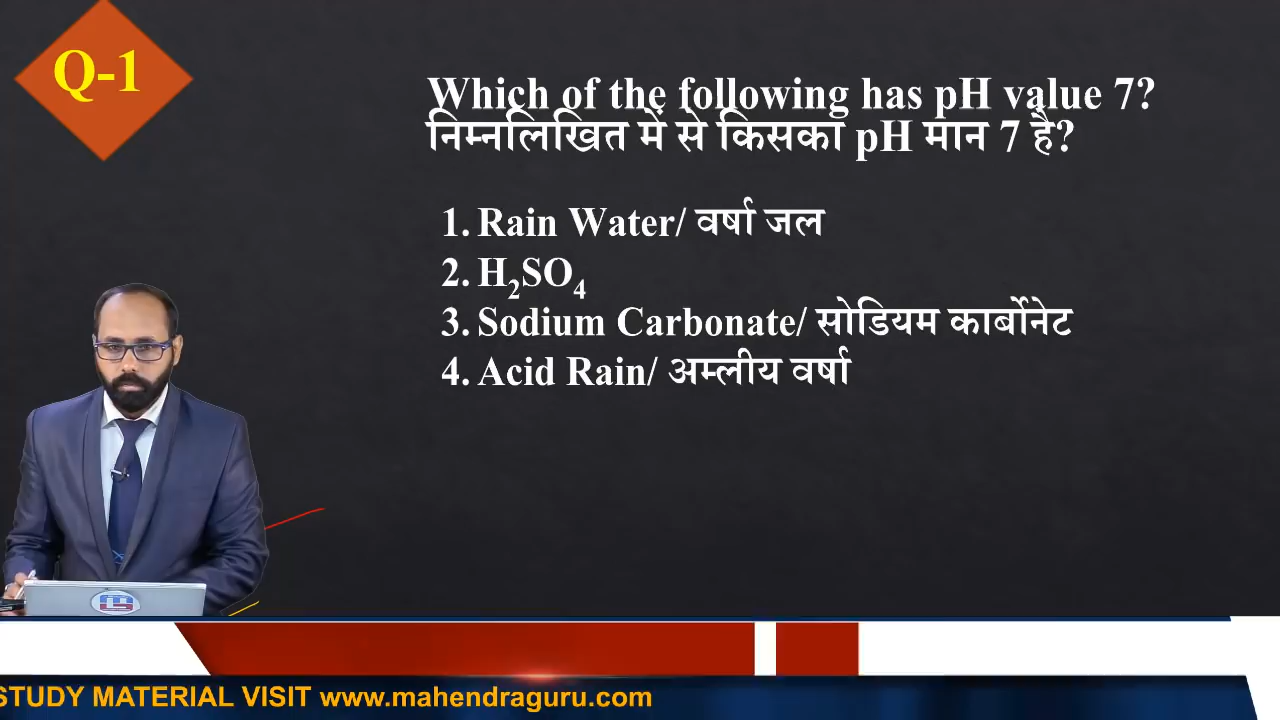 Q-1
Which of the following has pH value 7?
निम्नलिखित में से किसका pH मान 7 है?
1. Rain Water/ वर्षा जल
2. H₂SO₄
3. Sodium Carbonate/ सोडियम कार्बोनेट
4. Acid Rain/ अम्लीय वर्षा
STUDY MATERIAL VISIT www.mahendraguru.com